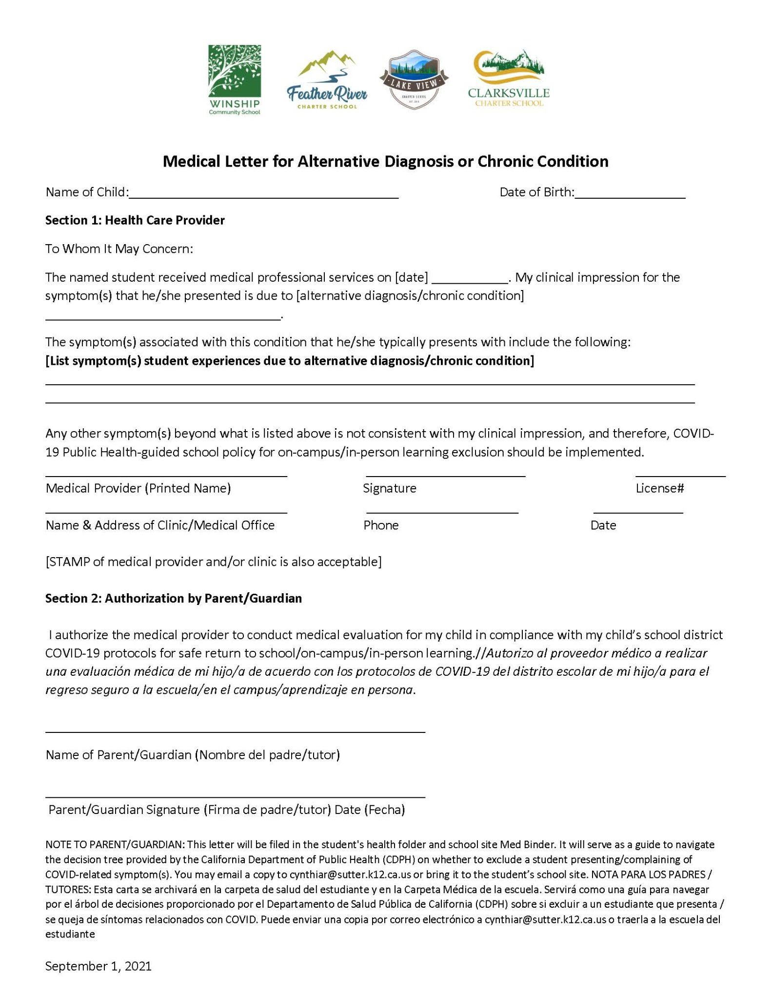 WINSHIP
Community School
Feather River
CHARTER SCHOOL
· LAKE VIEW ·
CHARTER SCHOOL
CLARKSVILLE
CHARTER SCHOOL
Medical Letter for Alternative Diagnosis or Chronic Condition
Name of Child:________________________________________ Date of Birth:________________
Section 1: Health Care Provider
To Whom It May Concern:
The named student received medical professional services on [date] ___________. My clinical impression for the
symptom(s) that he/she presented is due to [alternative diagnosis/chronic condition]
__________________________________.
The symptom(s) associated with this condition that he/she typically presents with include the following:
[List symptom(s) student experiences due to alternative diagnosis/chronic condition]
Any other symptom(s) beyond what is listed above is not consistent with my clinical impression, and therefore, COVID-
19 Public Health-guided school policy for on-campus/in-person learning exclusion should be implemented.
Medical Provider (Printed Name) Signature License#
Name & Address of Clinic/Medical Office Phone Date
[STAMP of medical provider and/or clinic is also acceptable]
Section 2: Authorization by Parent/Guardian
I authorize the medical provider to conduct medical evaluation for my child in compliance with my child’s school district
COVID-19 protocols for safe return to school/on-campus/in-person learning.//Autorizo al proveedor médico a realizar
una evaluación médica de mi hijo/a de acuerdo con los protocolos de COVID-19 del distrito escolar de mi hijo/a para el
regreso seguro a la escuela/en el campus/aprendizaje en persona.
Name of Parent/Guardian (Nombre del padre/tutor)
Parent/Guardian Signature (Firma de padre/tutor) Date (Fecha)
NOTE TO PARENT/GUARDIAN: This letter will be filed in the student's health folder and school site Med Binder. It will serve as a guide to navigate
the decision tree provided by the California Department of Public Health (CDPH) on whether to exclude a student presenting/complaining of
COVID-related symptom(s). You may email a copy to cynthiar@sutter.k12.ca.us or bring it to the student’s school site. NOTA PARA LOS PADRES /
TUTORES: Esta carta se archivará en la carpeta de salud del estudiante y en la Carpeta Médica de la escuela. Servirá como una guía para navegar
por el árbol de decisiones proporcionado por el Departamento de Salud Pública de California (CDPH) sobre si excluir a un estudiante que presenta /
se queja de síntomas relacionados con COVID. Puede enviar una copia por correo electrónico a cynthiar@sutter.k12.ca.us o traerla a la escuela del
estudiante
September 1, 2021